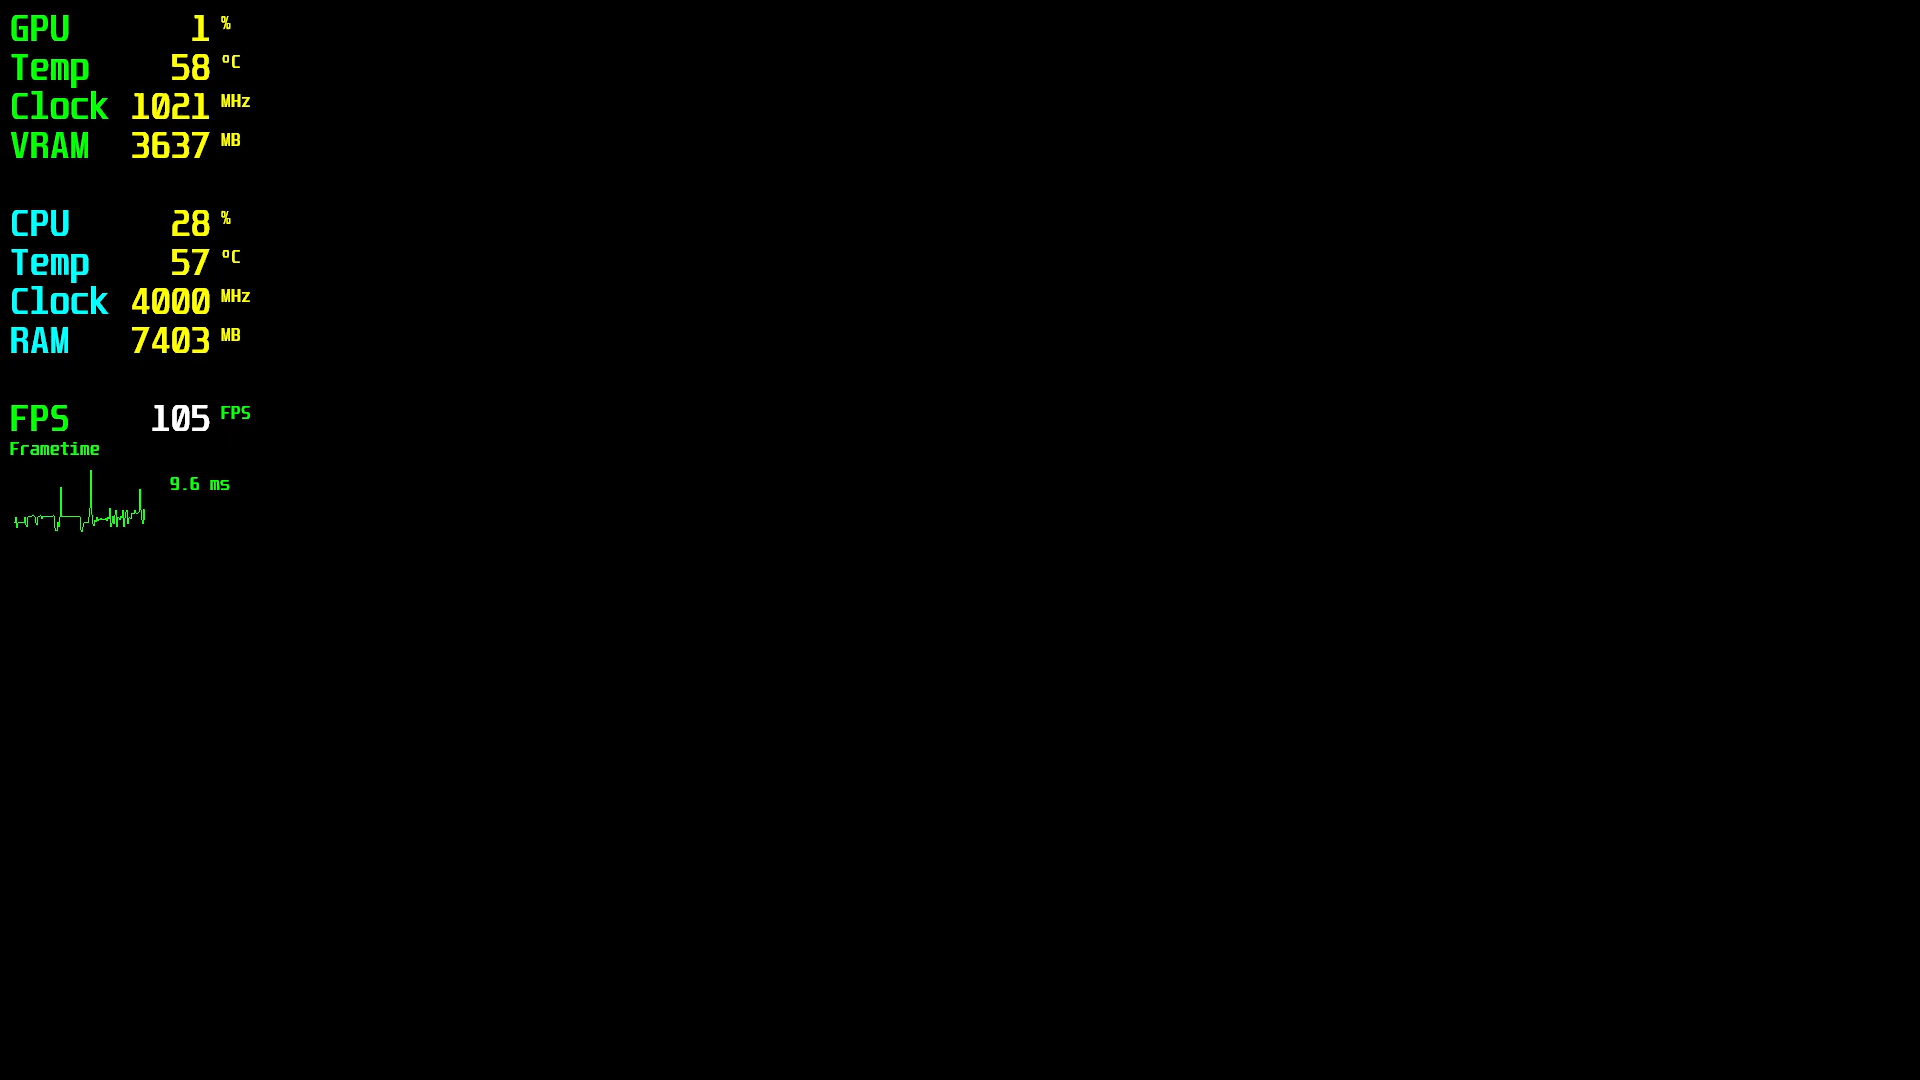 GPU 1 %
Temp 58 °C
Clock 1021 MHz
VRAM 3637 MB
CPU 28 %
Temp 57 °C
Clock 4000 MHz
RAM 7403 MB
FPS 105 FPS
Frametime
9.6 ms